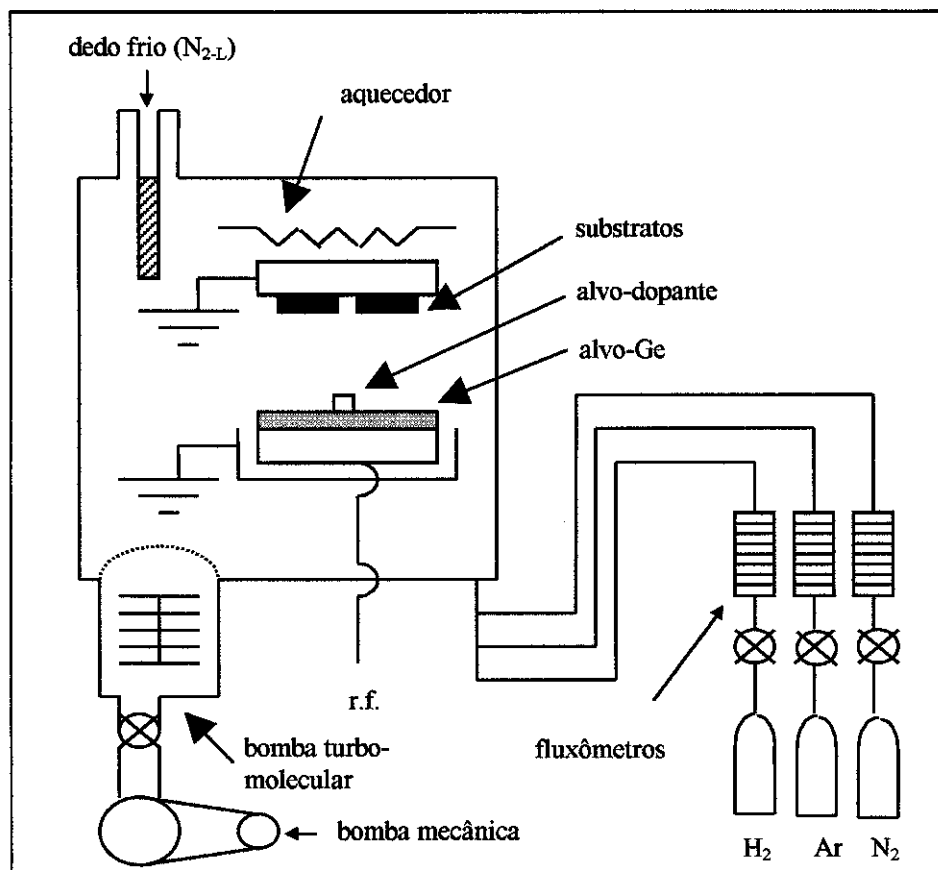 dedo frio (N₂₋L)
aquecedor
substratos
alvo-dopante
alvo-Ge
r.f.
bomba turbo-
molecular
fluxômetros
bomba mecânica
H₂ Ar N₂